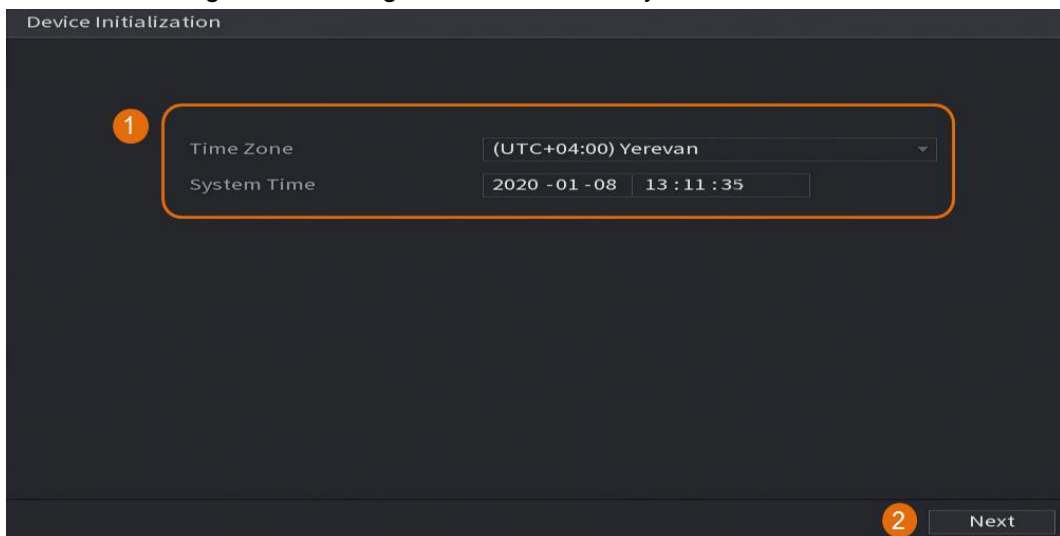 Device Initialization
1
Time Zone (UTC+04:00) Yerevan
System Time 2020 -01 -08 13 : 11 : 35
2 Next